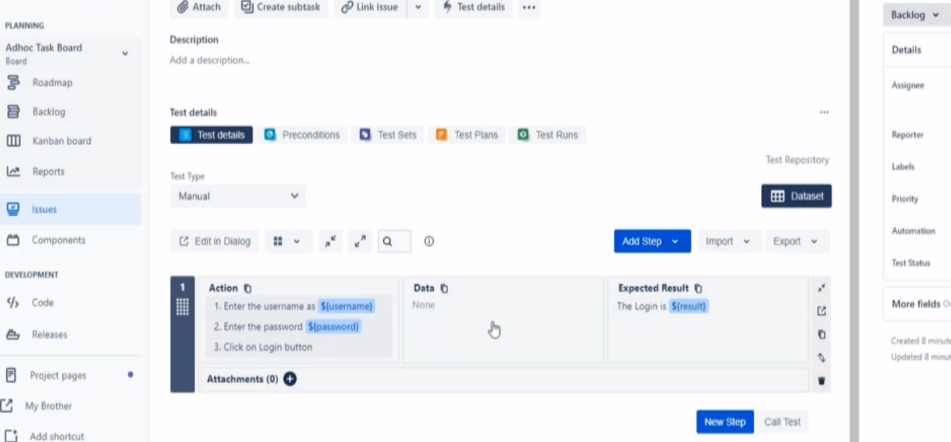 PLANNING
Adhoc Task Board
Board
Roadmap
Backlog
Kanban board
Reports
Issues
Components
DEVELOPMENT
Code
Releases
Project pages
My Brother
Add shortcut
Attach
Create subtask
Link issue
Test details
Description
Add a description...
Test details
Test details
Preconditions
Test Sets
Test Plans
Test Runs
Test Repository
Test Type
Manual
Dataset
Edit in Dialog
Add Step
Import
Export
1
Action
Data
Expected Result
1. Enter the username as ${username}
None
The Login is ${result}
2. Enter the password ${password}
3. Click on Login button
Attachments (0)
New Step
Call Test
Backlog
Details
Assignee
Reporter
Labels
Priority
Automation
Test Status
More fields
Created 8 minute
Updated 8 minut